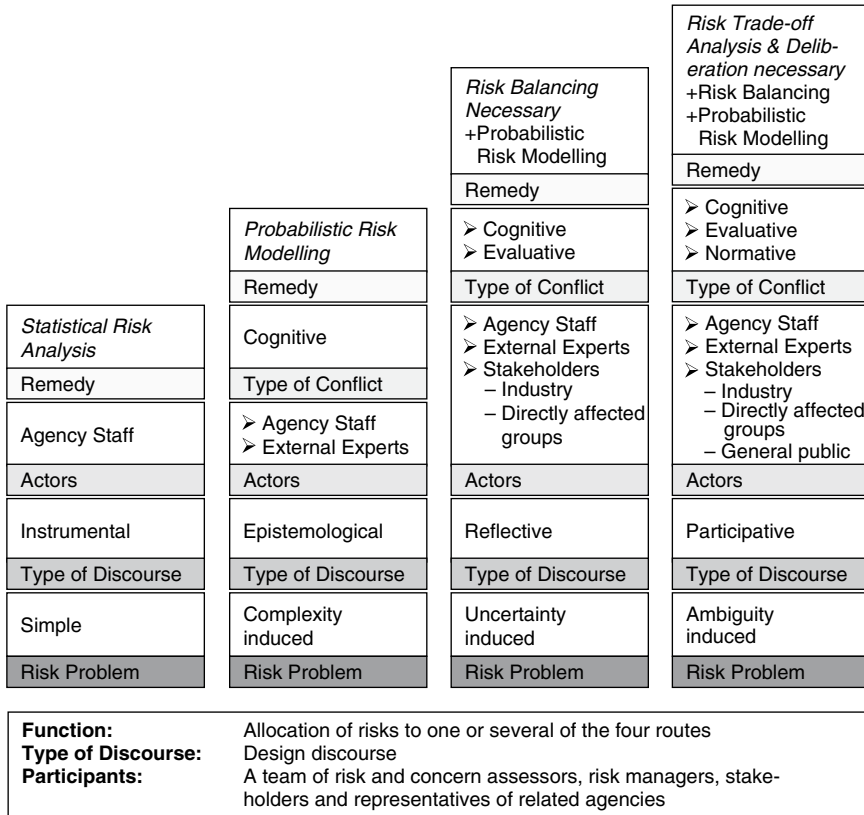 Statistical Risk
Analysis
Remedy
Agency Staff
Actors
Instrumental
Type of Discourse
Simple
Risk Problem
Probabilistic Risk
Modelling
Remedy
Cognitive
Type of Conflict
➢ Agency Staff
➢ External Experts
Actors
Epistemological
Type of Discourse
Complexity
induced
Risk Problem
Risk Balancing
Necessary
+Probabilistic
Risk Modelling
Remedy
➢ Cognitive
➢ Evaluative
Type of Conflict
➢ Agency Staff
➢ External Experts
➢ Stakeholders
– Industry
– Directly affected
groups
Actors
Reflective
Type of Discourse
Uncertainty
induced
Risk Problem
Risk Trade-off
Analysis & Delib-
eration necessary
+Risk Balancing
+Probabilistic
Risk Modelling
Remedy
➢ Cognitive
➢ Evaluative
➢ Normative
Type of Conflict
➢ Agency Staff
➢ External Experts
➢ Stakeholders
– Industry
– Directly affected
groups
– General public
Actors
Participative
Type of Discourse
Ambiguity
induced
Risk Problem
Function: Allocation of risks to one or several of the four routes
Type of Discourse: Design discourse
Participants: A team of risk and concern assessors, risk managers, stake-
holders and representatives of related agencies